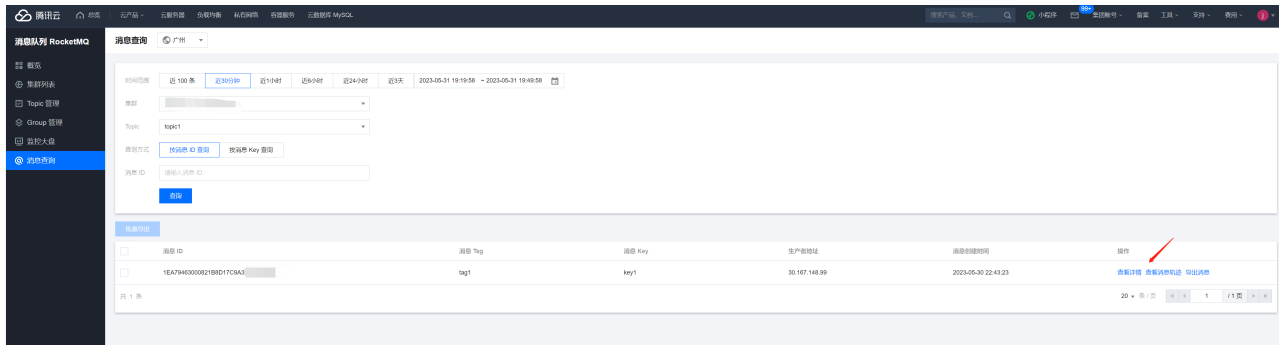 腾讯云 总览 云产品 云服务器 负载均衡 私有网络 容器服务 云数据库 MySQL 搜索产品、文档... 小程序 99+ 集团账号 备案 工具 支持 费用 j
消息队列 RocketMQ
概览
集群列表
Topic 管理
Group 管理
监控大盘
消息查询
消息查询 广州
时间范围 近 100 条 近30分钟 近1小时 近6小时 近24小时 近3天 2023-05-31 19:19:58 ~ 2023-05-31 19:49:58
集群
Topic topic1
查询方式 按消息 ID 查询 按消息 Key 查询
消息 ID 请输入消息 ID
查询
批量导出
消息 ID 消息 Tag 消息 Key 生产者地址 消息创建时间 操作
1EA79463000821B8D17C9A3 tag1 key1 30.167.148.99 2023-05-30 22:43:23 查看详情 查看消息轨迹 导出消息
共 1 条 20 条 / 页 1 / 1 页